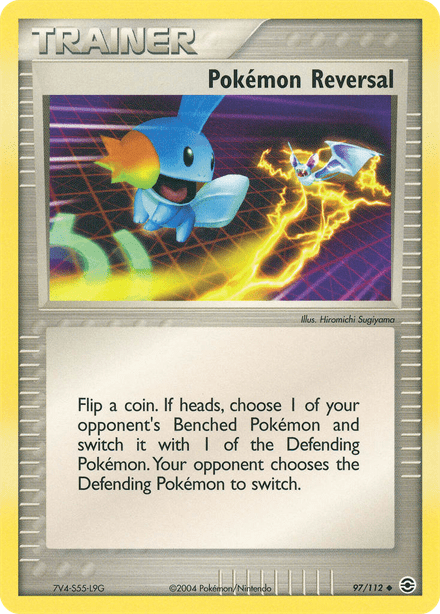 TRAINER
Pokémon Reversal
Illus. Hiromichi Sugiyama
Flip a coin. If heads, choose 1 of your
opponent's Benched Pokémon and
switch it with 1 of the Defending
Pokémon. Your opponent chooses the
Defending Pokémon to switch.
7V4-S55-L9G
©2004 Pokémon/Nintendo
97/112